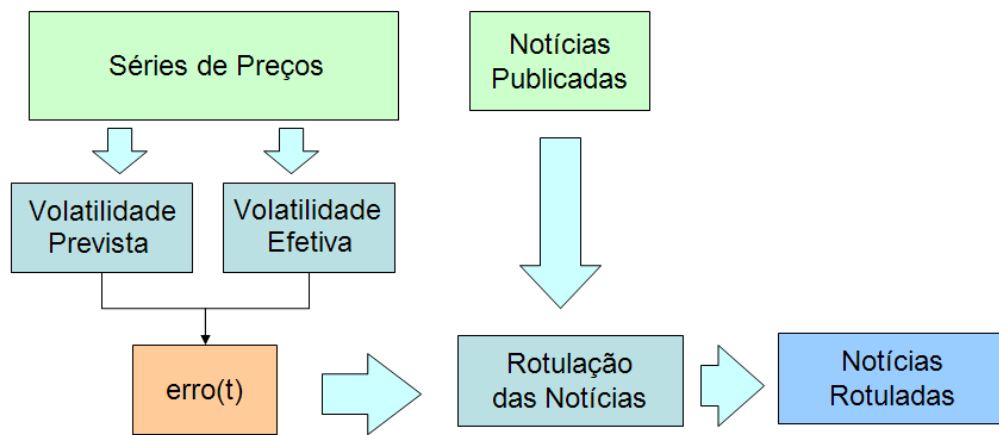 Séries de Preços
Notícias
Publicadas
Volatilidade
Prevista
Volatilidade
Efetiva
erro(t)
Rotulação
das Notícias
Notícias
Rotuladas